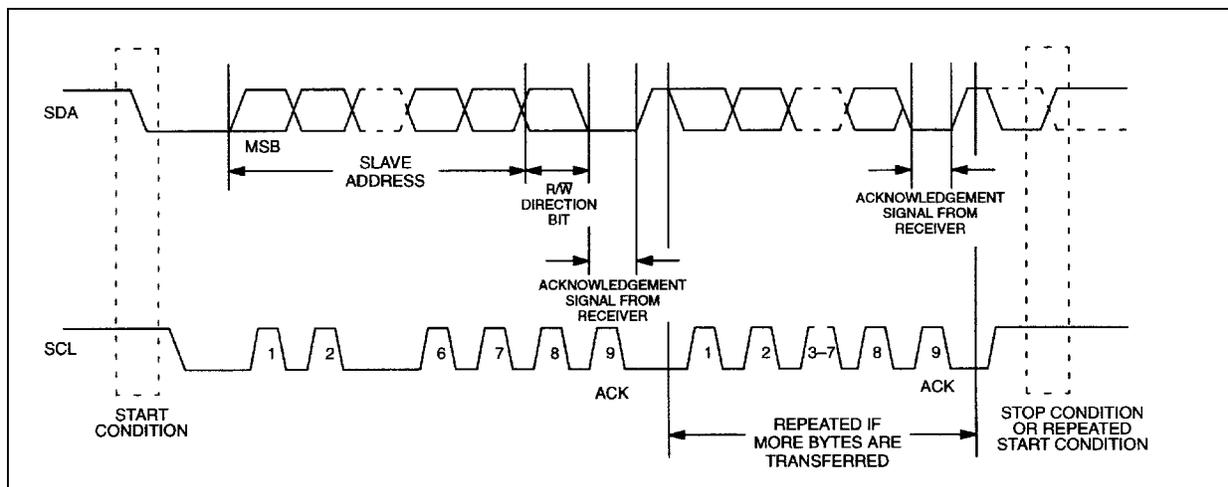 SDA
MSB
SLAVE
ADDRESS
R/W̅
DIRECTION
BIT
ACKNOWLEDGEMENT
SIGNAL FROM
RECEIVER
ACKNOWLEDGEMENT
SIGNAL FROM
RECEIVER
SCL
1
2
6
7
8
9
1
2
3–7
8
9
ACK
ACK
START
CONDITION
REPEATED IF
MORE BYTES ARE
TRANSFERRED
STOP CONDITION
OR REPEATED
START CONDITION